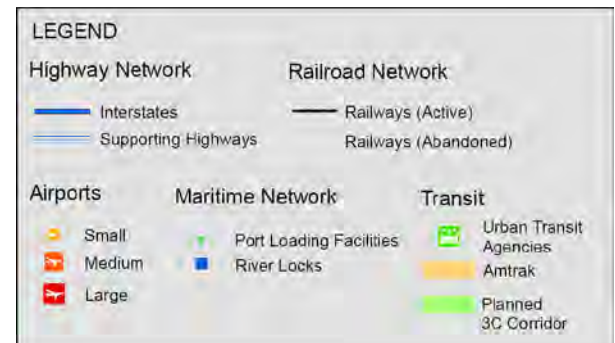 LEGEND
Highway Network
Interstates
Supporting Highways
Railroad Network
Railways (Active)
Railways (Abandoned)
Airports
Small
Medium
Large
Maritime Network
Port Loading Facilities
River Locks
Transit
Urban Transit
Agencies
Amtrak
Planned
3C Corridor